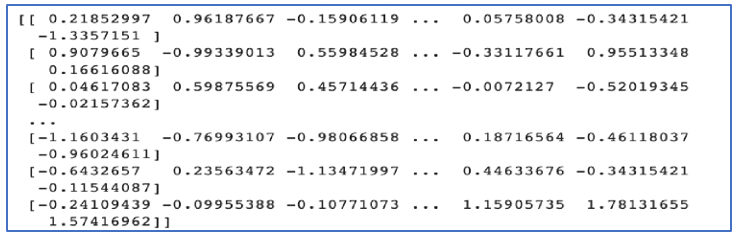 [[ 0.21852997  0.96187667 -0.15906119 ...  0.05758008 -0.34315421
  -1.3357151 ]
 [ 0.9079665  -0.99339013  0.55984528 ... -0.33117661  0.95513348
   0.16616088]
 [ 0.04617083  0.59875569  0.45714436 ... -0.0072127  -0.52019345
  -0.02157362]
 ...
 [-1.1603431  -0.76993107 -0.98066858 ...  0.18716564 -0.46118037
  -0.96024611]
 [-0.6432657   0.23563472 -1.13471997 ...  0.44633676 -0.34315421
  -0.11544087]
 [-0.24109439 -0.09955388 -0.10771073 ...  1.15905735  1.78131655
   1.57416962]]